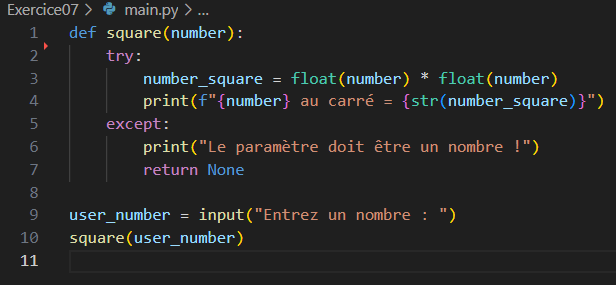 Exercice07 > main.py > ...
1 def square(number):
2     try:
3         number_square = float(number) * float(number)
4         print(f"{number} au carré = {str(number_square)}")
5     except:
6         print("Le paramètre doit être un nombre !")
7         return None
8
9 user_number = input("Entrez un nombre : ")
10 square(user_number)
11